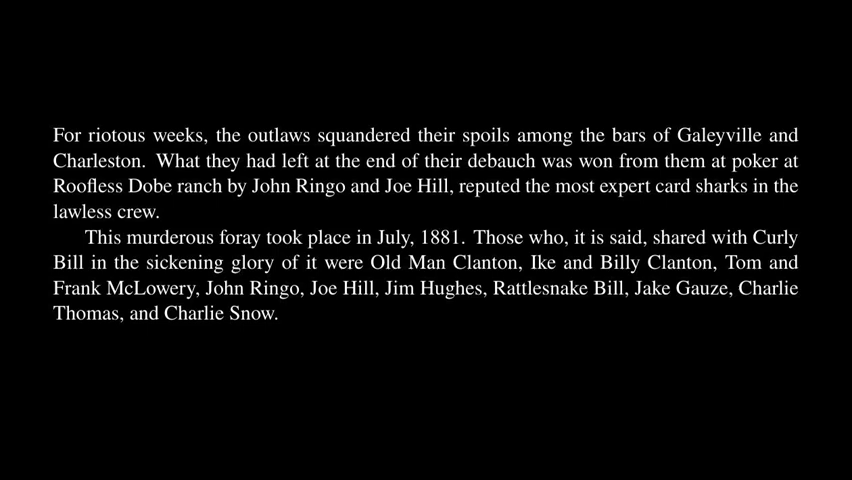 For riotous weeks, the outlaws squandered their spoils among the bars of Galeyville and
Charleston. What they had left at the end of their debauch was won from them at poker at
Roofless Dobe ranch by John Ringo and Joe Hill, reputed the most expert card sharks in the
lawless crew.
This murderous foray took place in July, 1881. Those who, it is said, shared with Curly
Bill in the sickening glory of it were Old Man Clanton, Ike and Billy Clanton, Tom and
Frank McLowery, John Ringo, Joe Hill, Jim Hughes, Rattlesnake Bill, Jake Gauze, Charlie
Thomas, and Charlie Snow.